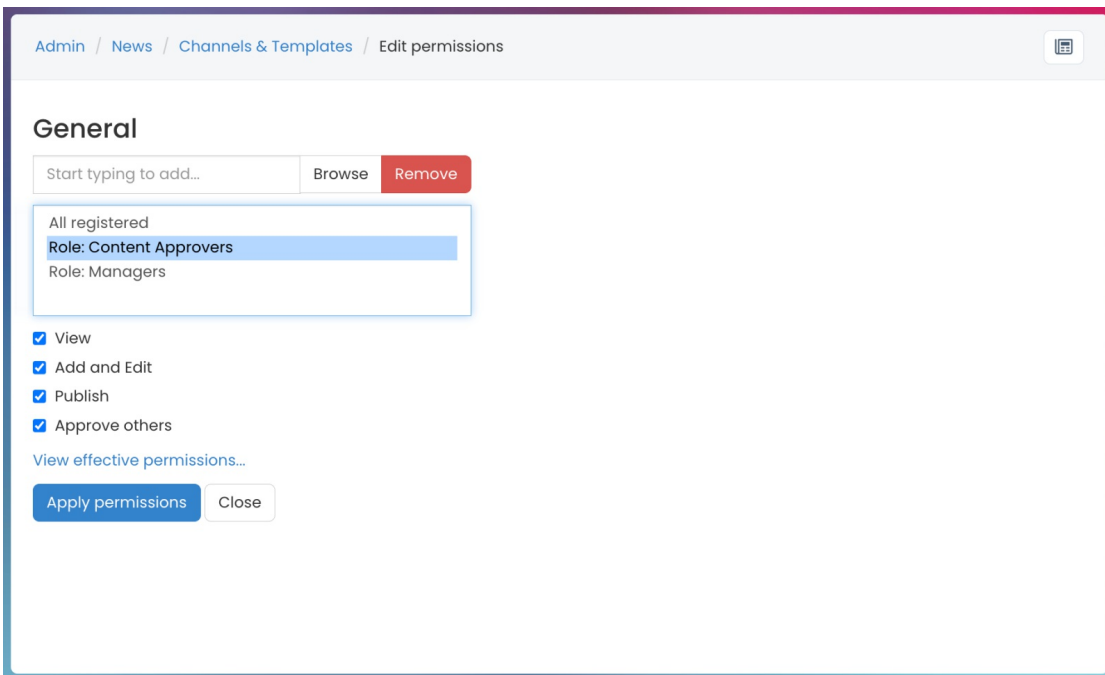 Admin / News / Channels & Templates / Edit permissions
General
Start typing to add... Browse Remove
All registered
Role: Content Approvers
Role: Managers
View
Add and Edit
Publish
Approve others
View effective permissions...
Apply permissions Close